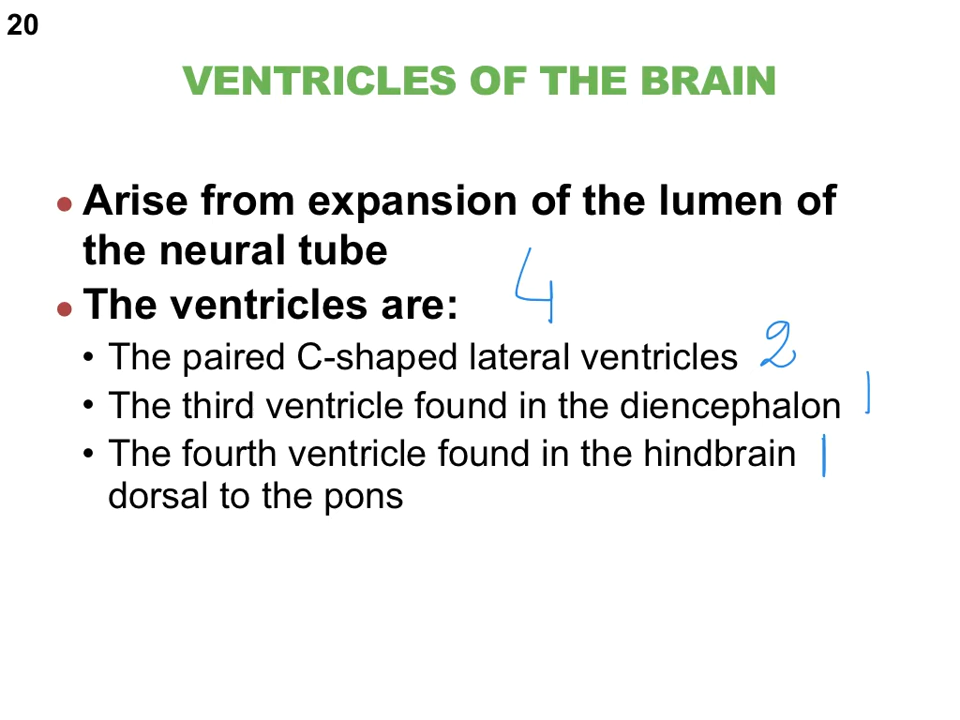 20
VENTRICLES OF THE BRAIN
• Arise from expansion of the lumen of
the neural tube
• The ventricles are: 4
• The paired C-shaped lateral ventricles 2
• The third ventricle found in the diencephalon 1
• The fourth ventricle found in the hindbrain 1
dorsal to the pons